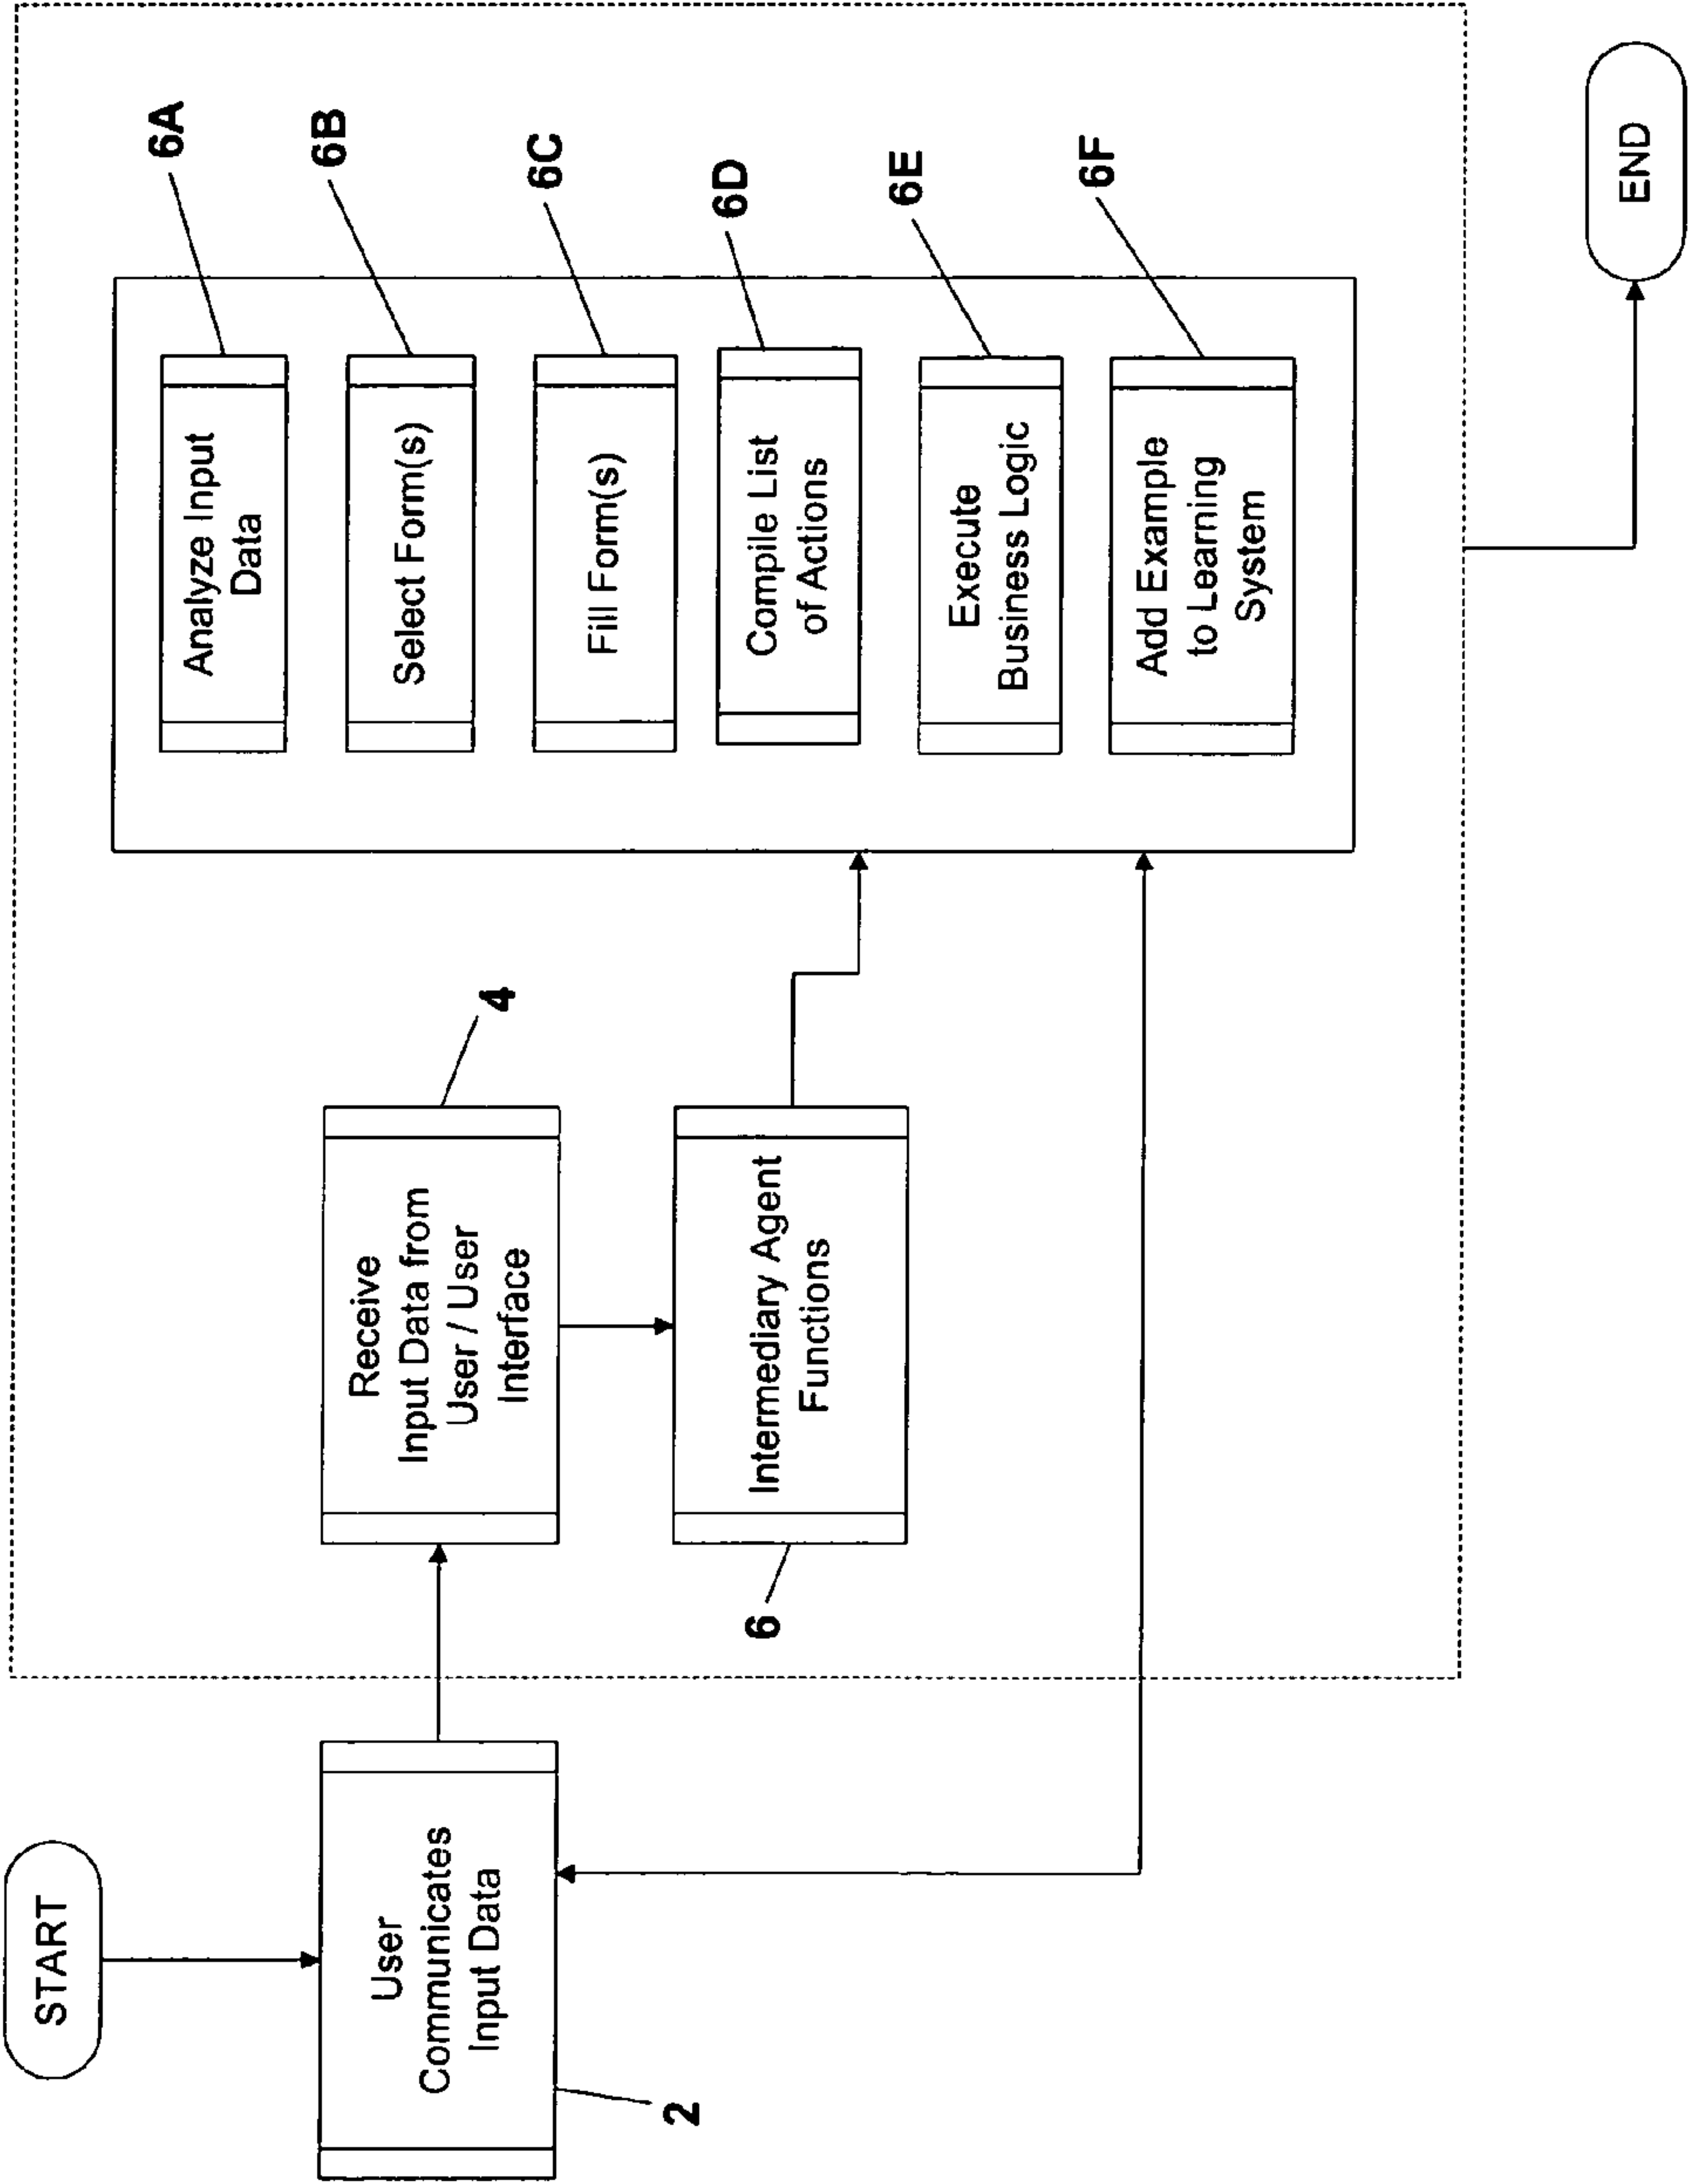 START
User
Communicates
Input Data
2
Receive
Input Data from
User / User
Interface
4
Intermediary Agent
Functions
6
Analyze Input
Data
6A
Select Form(s)
6B
Fill Form(s)
6C
Compile List
of Actions
6D
Execute
Business Logic
6E
Add Example
to Learning
System
6F
END